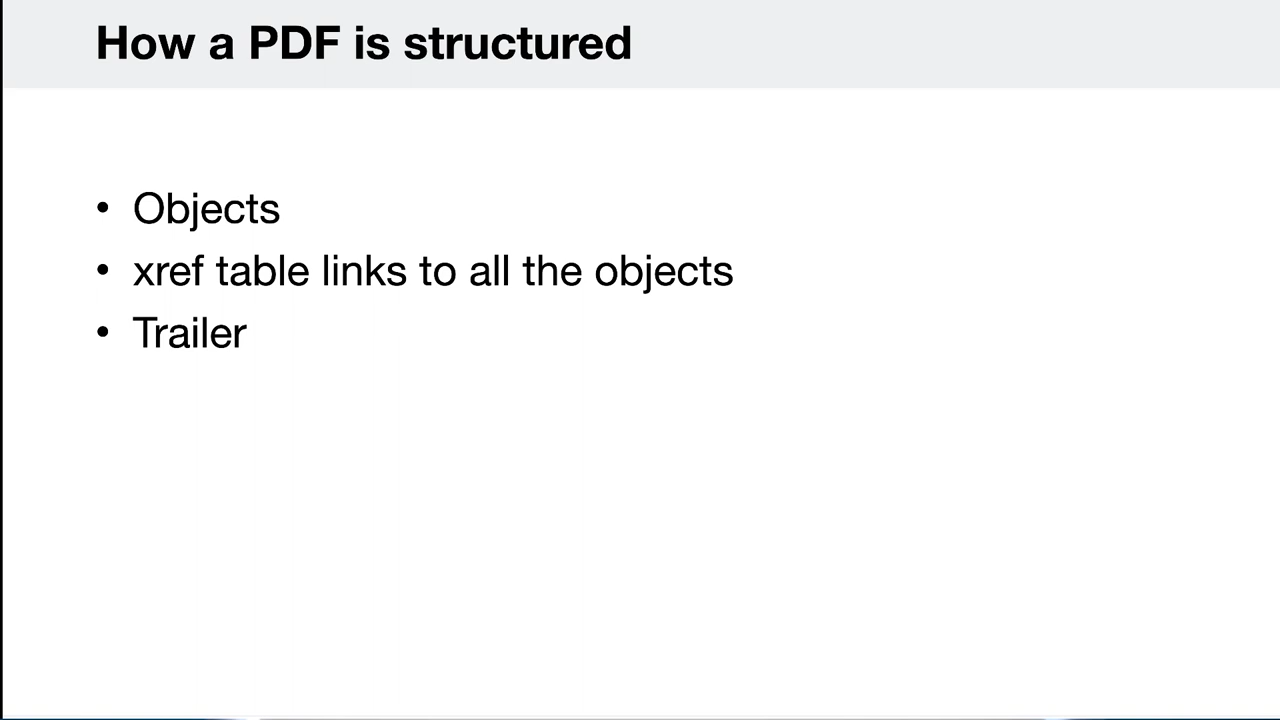 How a PDF is structured
• Objects
• xref table links to all the objects
• Trailer